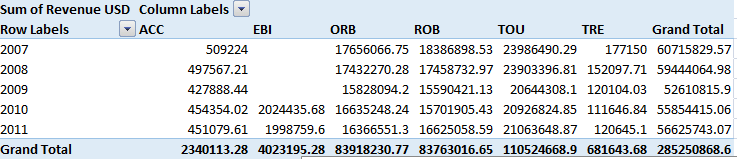 Sum of Revenue USD Column Labels
Row Labels ACC EBI ORB ROB TOU TRE Grand Total
2007 509224 17656066.75 18386898.53 23986490.29 177150 60715829.57
2008 497567.21 17432270.28 17458732.97 23903396.81 152097.71 59444064.98
2009 427888.44 15828094.2 15590421.13 20644308.1 120104.03 52610815.9
2010 454354.02 2024435.68 16635248.24 15701905.43 20926824.85 111646.84 55854415.06
2011 451079.61 1998759.6 16366551.3 16625058.59 21063648.87 120645.1 56625743.07
Grand Total 2340113.28 4023195.28 83918230.77 83763016.65 110524668.9 681643.68 285250868.6